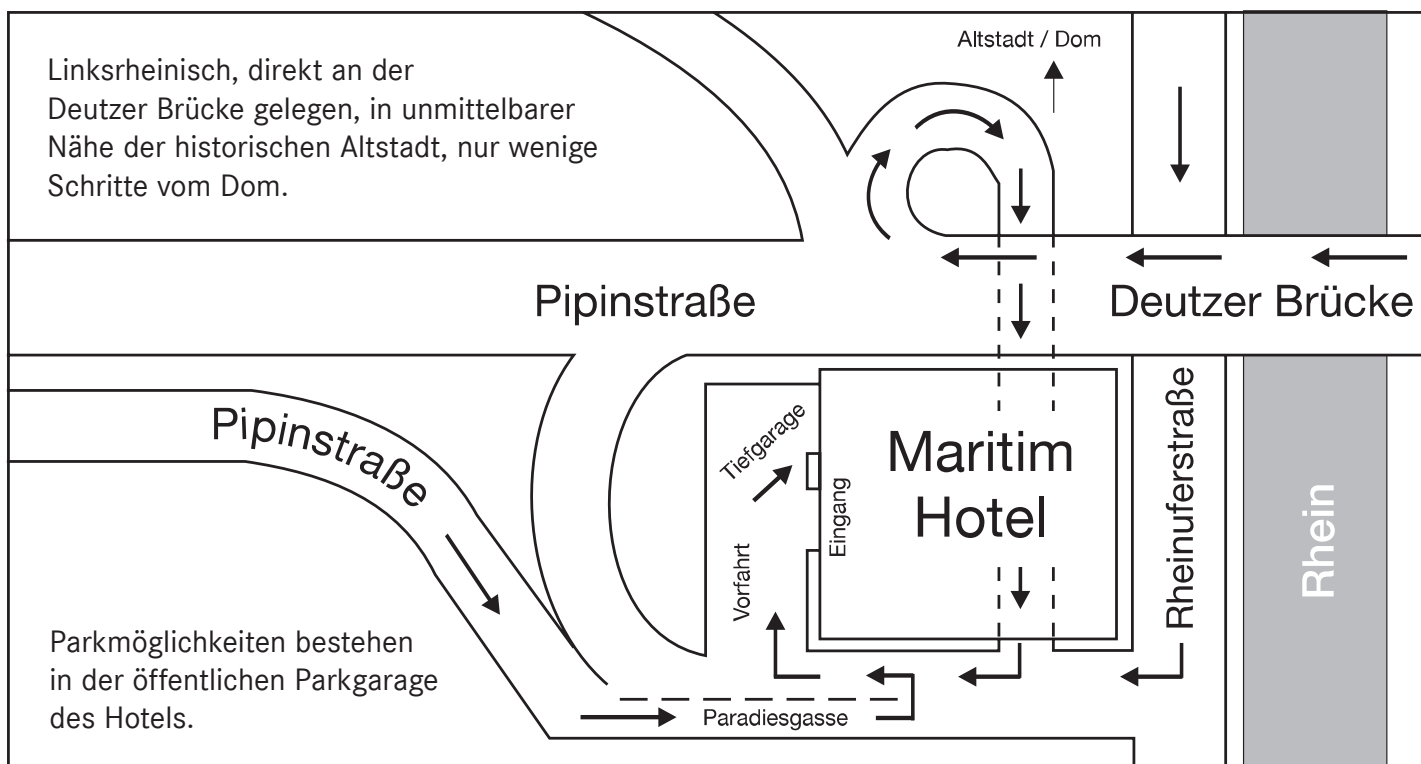 Linksrheinisch, direkt an der
Deutzer Brücke gelegen, in unmittelbarer
Nähe der historischen Altstadt, nur wenige
Schritte vom Dom.
Altstadt / Dom
Pipinstraße
Deutzer Brücke
Pipinstraße
Tiefgarage
Eingang
Vorfahrt
Maritim
Hotel
Rheinuferstraße
Rhein
Parkmöglichkeiten bestehen
in der öffentlichen Parkgarage
des Hotels.
Paradiesgasse